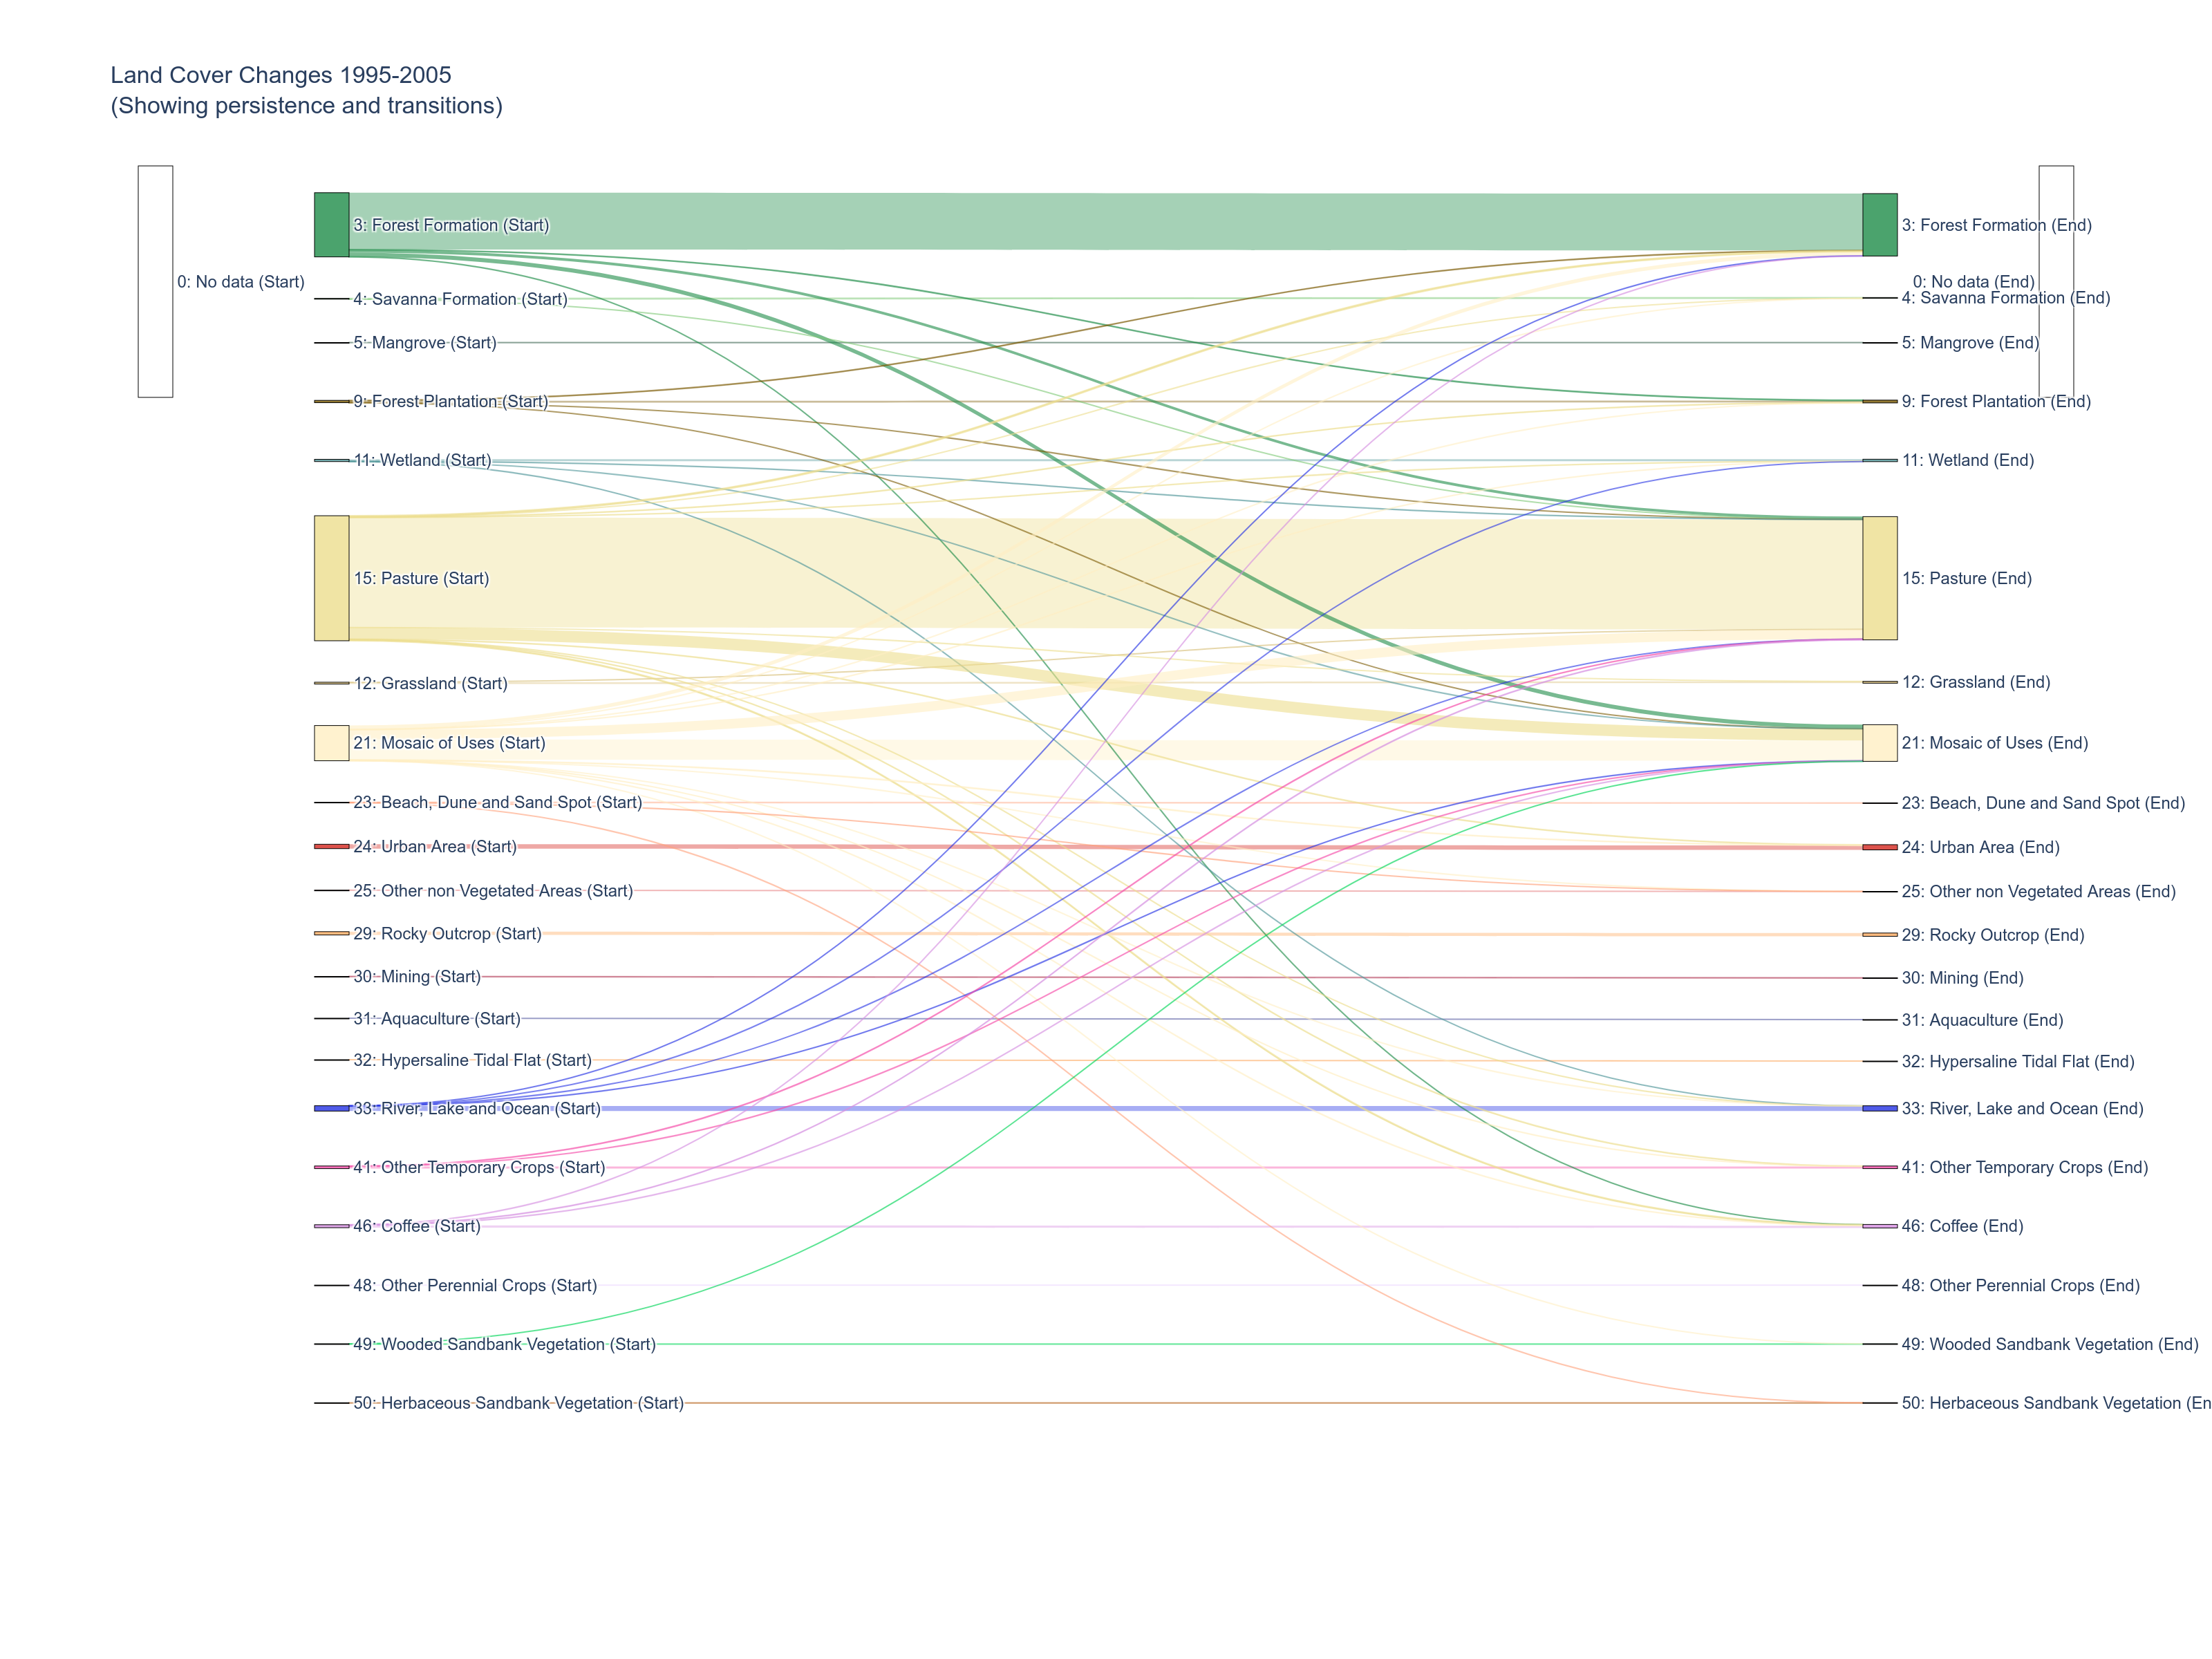 Land Cover Changes 1995-2005
(Showing persistence and transitions)
0: No data (Start)
3: Forest Formation (Start)
4: Savanna Formation (Start)
5: Mangrove (Start)
9: Forest Plantation (Start)
11: Wetland (Start)
15: Pasture (Start)
12: Grassland (Start)
21: Mosaic of Uses (Start)
23: Beach, Dune and Sand Spot (Start)
24: Urban Area (Start)
25: Other non Vegetated Areas (Start)
29: Rocky Outcrop (Start)
30: Mining (Start)
31: Aquaculture (Start)
32: Hypersaline Tidal Flat (Start)
33: River, Lake and Ocean (Start)
41: Other Temporary Crops (Start)
46: Coffee (Start)
48: Other Perennial Crops (Start)
49: Wooded Sandbank Vegetation (Start)
50: Herbaceous Sandbank Vegetation (Start)
3: Forest Formation (End)
0: No data (End)
4: Savanna Formation (End)
5: Mangrove (End)
9: Forest Plantation (End)
11: Wetland (End)
15: Pasture (End)
12: Grassland (End)
21: Mosaic of Uses (End)
23: Beach, Dune and Sand Spot (End)
24: Urban Area (End)
25: Other non Vegetated Areas (End)
29: Rocky Outcrop (End)
30: Mining (End)
31: Aquaculture (End)
32: Hypersaline Tidal Flat (End)
33: River, Lake and Ocean (End)
41: Other Temporary Crops (End)
46: Coffee (End)
48: Other Perennial Crops (End)
49: Wooded Sandbank Vegetation (End)
50: Herbaceous Sandbank Vegetation (En